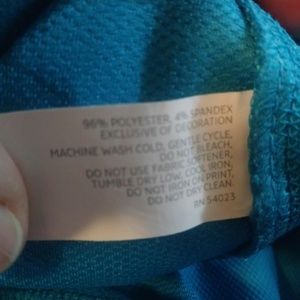 96% POLYESTER, 4% SPANDEX
EXCLUSIVE OF DECORATION
MACHINE WASH COLD, GENTLE CYCLE,
DO NOT BLEACH,
DO NOT USE FABRIC SOFTENER,
TUMBLE DRY LOW, COOL IRON,
DO NOT IRON ON PRINT,
DO NOT DRY CLEAN.
RN 54023